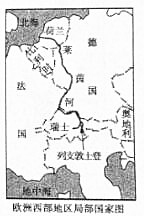 北海
荷兰
比利时
莱茵河
德国
法国
奥地利
瑞士
列支敦士登
地中海
欧洲西部地区局部国家图